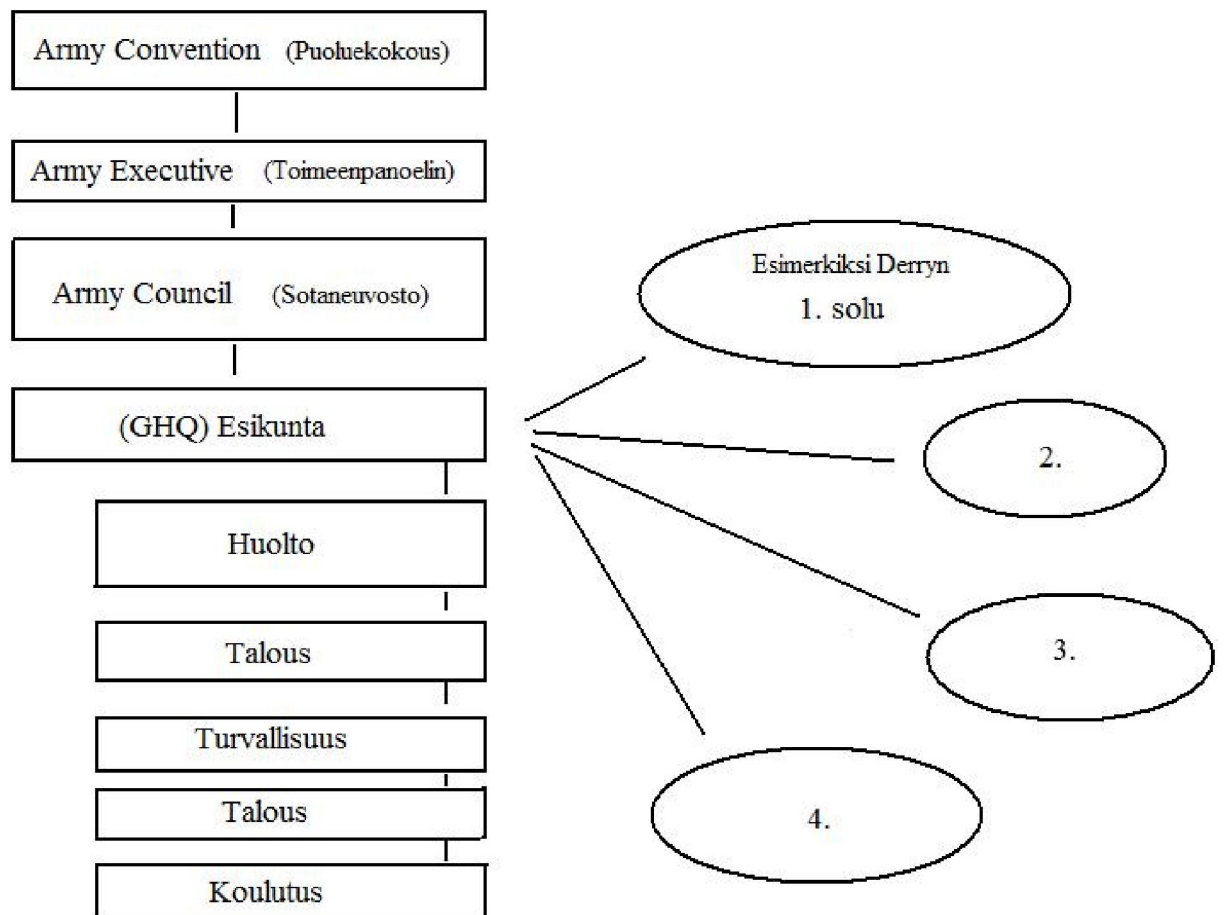 Army Convention (Puoluekokous)
Army Executive (Toimeenpanoelin)
Army Council (Sotaneuvosto)
(GHQ) Esikunta
Huolto
Talous
Turvallisuus
Talous
Koulutus
Esimerkiksi Derryn
1. solu
2.
3.
4.